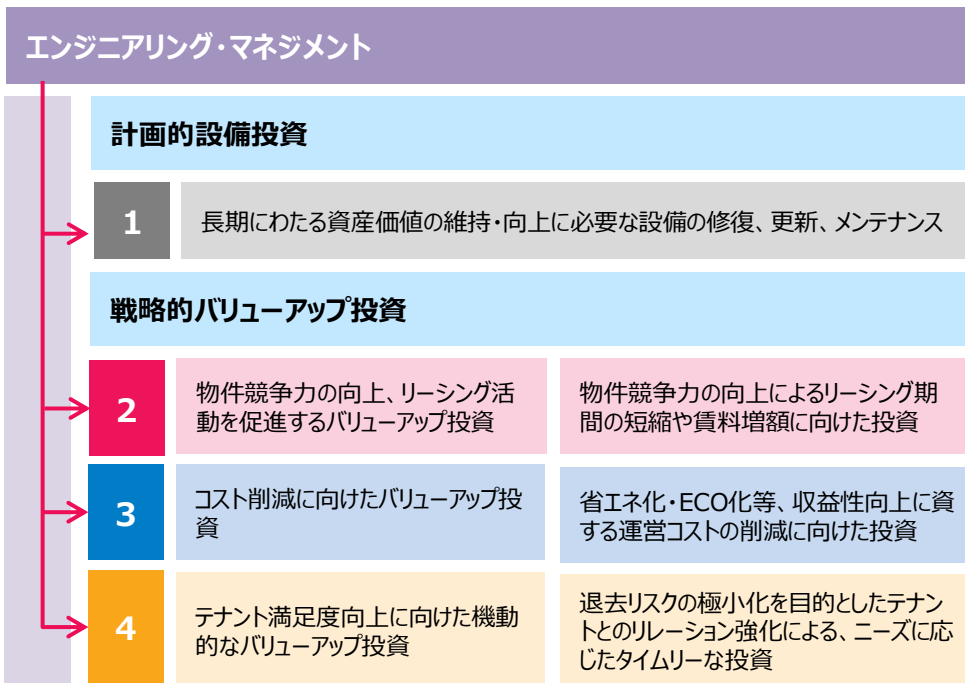 エンジニアリング・マネジメント
計画的設備投資
1
長期にわたる資産価値の維持・向上に必要な設備の修復、更新、メンテナンス
戦略的バリューアップ投資
2
物件競争力の向上、リーシング活
動を促進するバリューアップ投資
物件競争力の向上によるリーシング期
間の短縮や賃料増額に向けた投資
3
コスト削減に向けたバリューアップ投
資
省エネ化・ECO化等、収益性向上に資
する運営コストの削減に向けた投資
4
テナント満足度向上に向けた機動
的なバリューアップ投資
退去リスクの極小化を目的としたテナン
トとのリレーション強化による、ニーズに応
じたタイムリーな投資